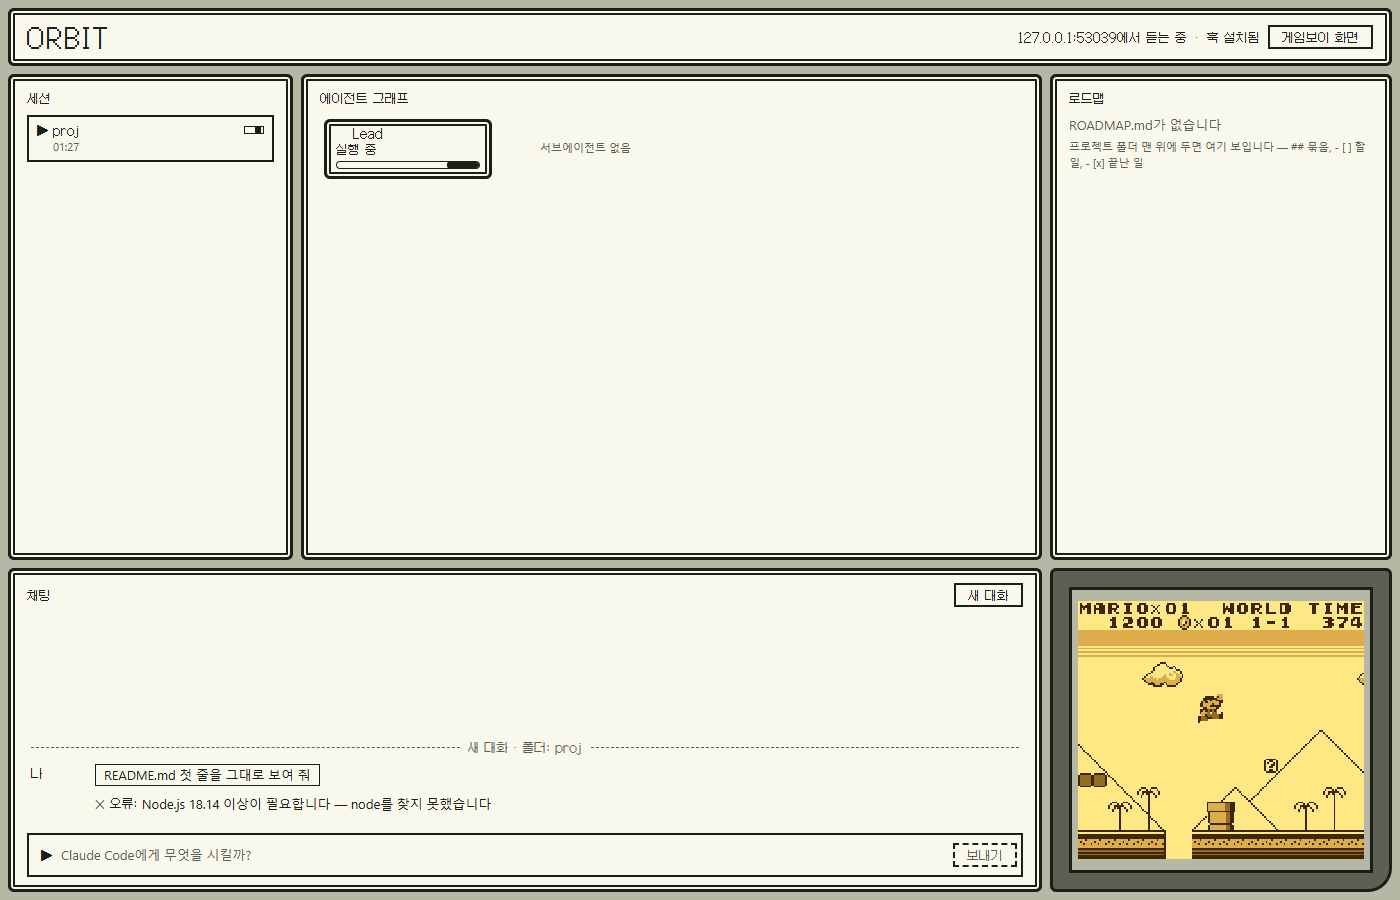 ORBIT
127.0.0.1:53039에서 듣는 중 · 훅 설치됨
게임보이 화면
세션
▶ proj
01:27
에이전트 그래프
Lead
실행 중
서브에이전트 없음
로드맵
ROADMAP.md가 없습니다
프로젝트 폴더 맨 위에 두면 여기 보입니다 — ## 묶음, - [ ] 할
일, - [x] 끝난 일
채팅
새 대화
새 대화 · 폴더: proj
나
README.md 첫 줄을 그대로 보여 줘
× 오류: Node.js 18.14 이상이 필요합니다 — node를 찾지 못했습니다
▶ Claude Code에게 무엇을 시킬까?
보내기
MARIO×01 WORLD TIME
1200 ×01 1-1 374
?